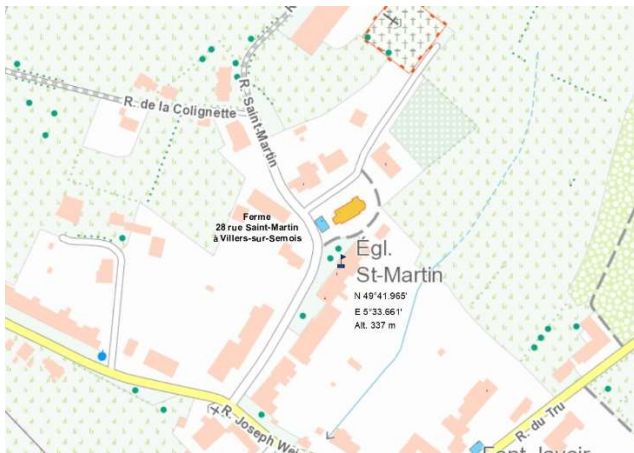 R. de la Colignette
R. Saint-Martin
Ferme
28 rue Saint-Martin
à Villers-sur-Semois
Égl.
St-Martin
N 49°41.965'
E 5°33.661'
Alt. 337 m
R. Joseph
R. du Tru